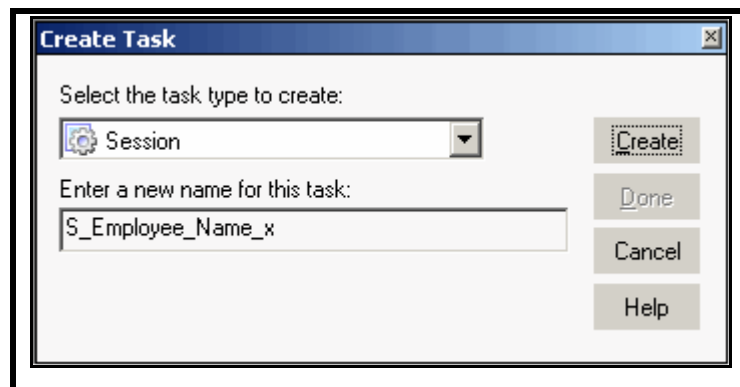 Create Task
Select the task type to create:
Session
Create
Enter a new name for this task:
Done
S_Employee_Name_x
Cancel
Help